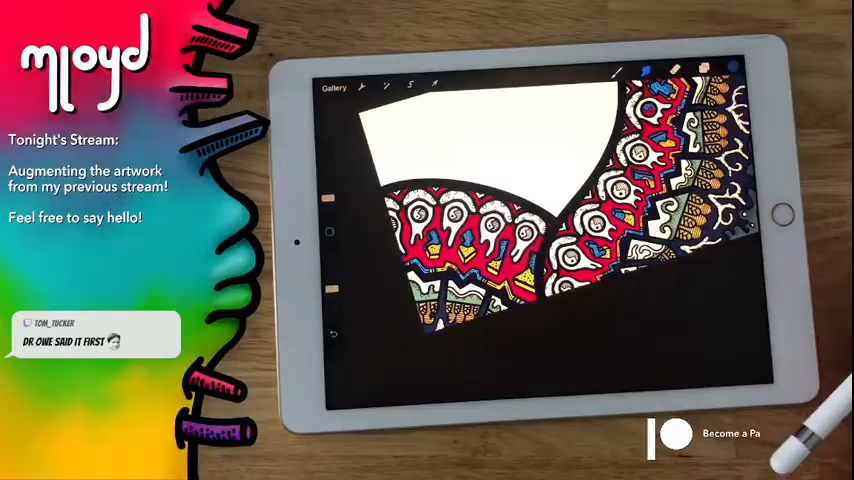 mloyd
Tonight's Stream:
Augmenting the artwork
from my previous stream!
Feel free to say hello!
TOM_TUCKER
DR OWE SAID IT FIRST
Gallery
Become a Pa